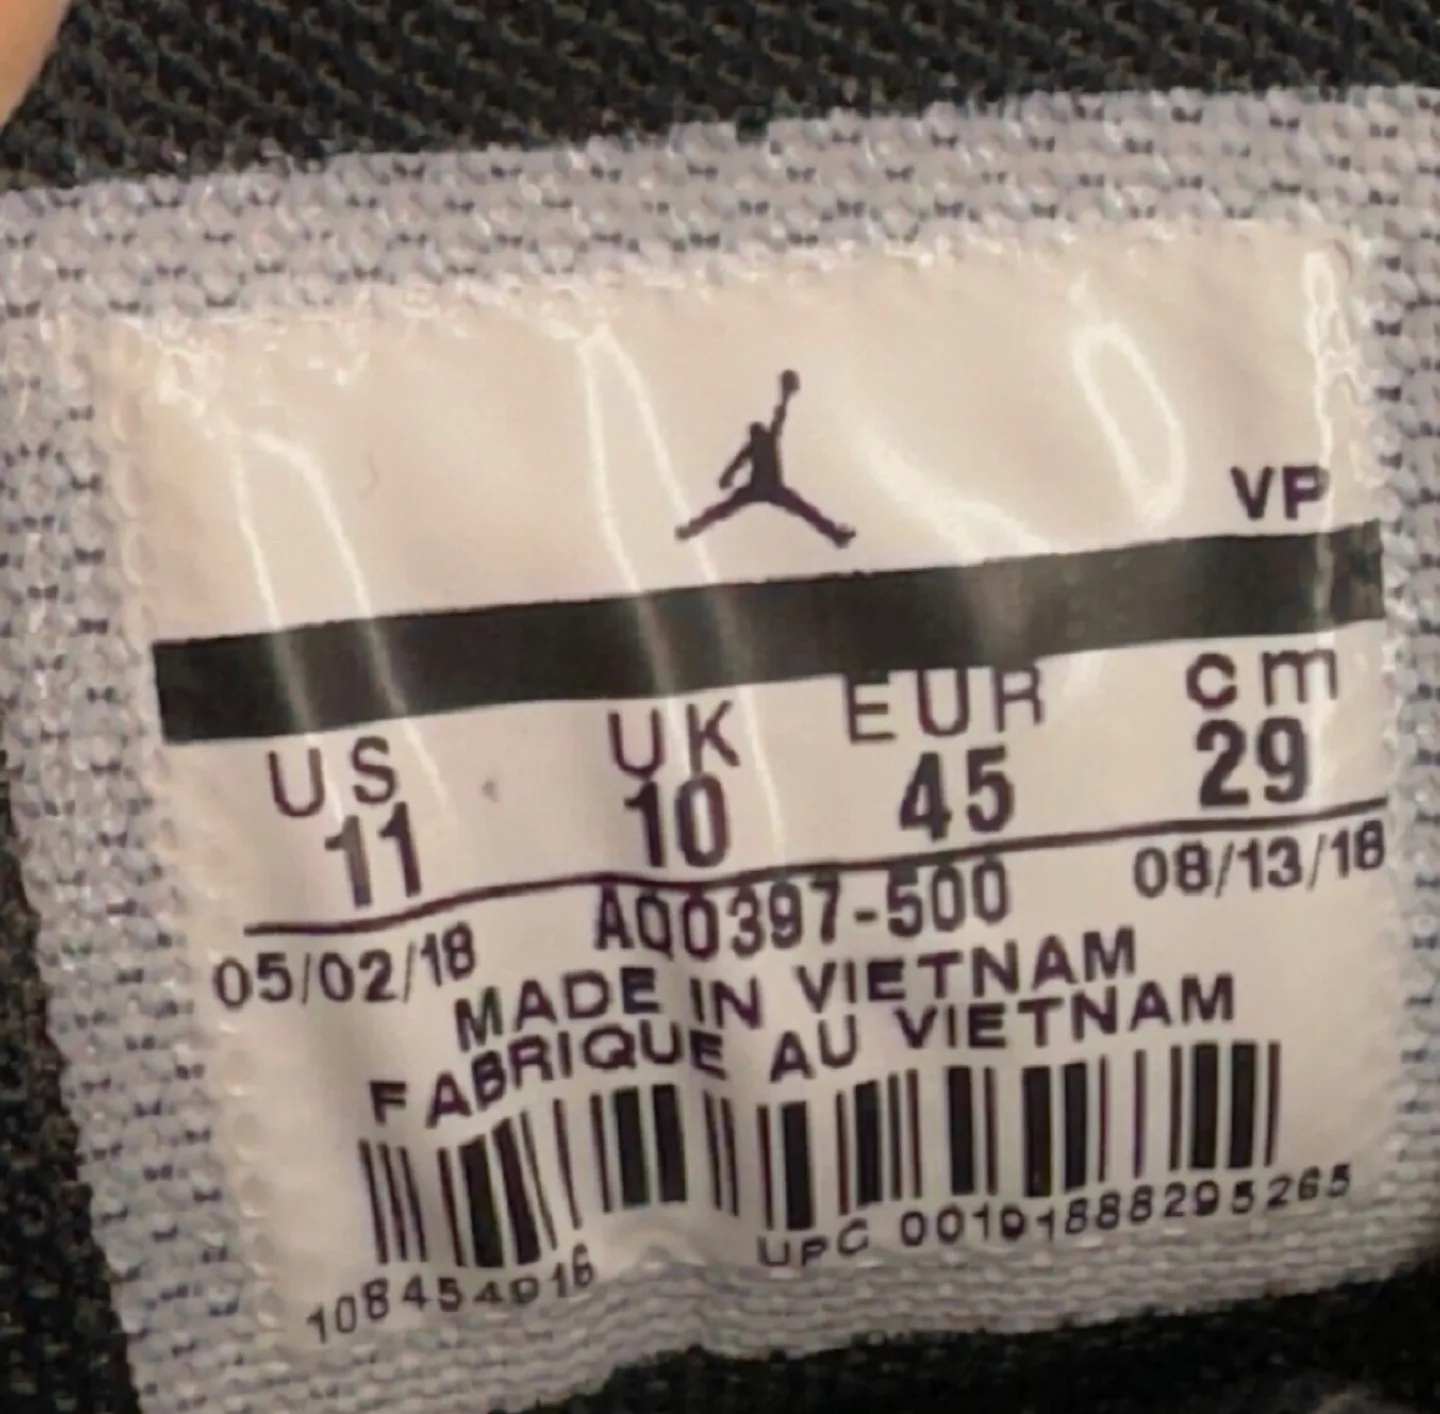 VP
US UK EUR cm
11 10 45 29
05/02/18 AQ0397-500 08/13/18
MADE IN VIETNAM
FABRIQUE AU VIETNAM
UPC 00191888295265